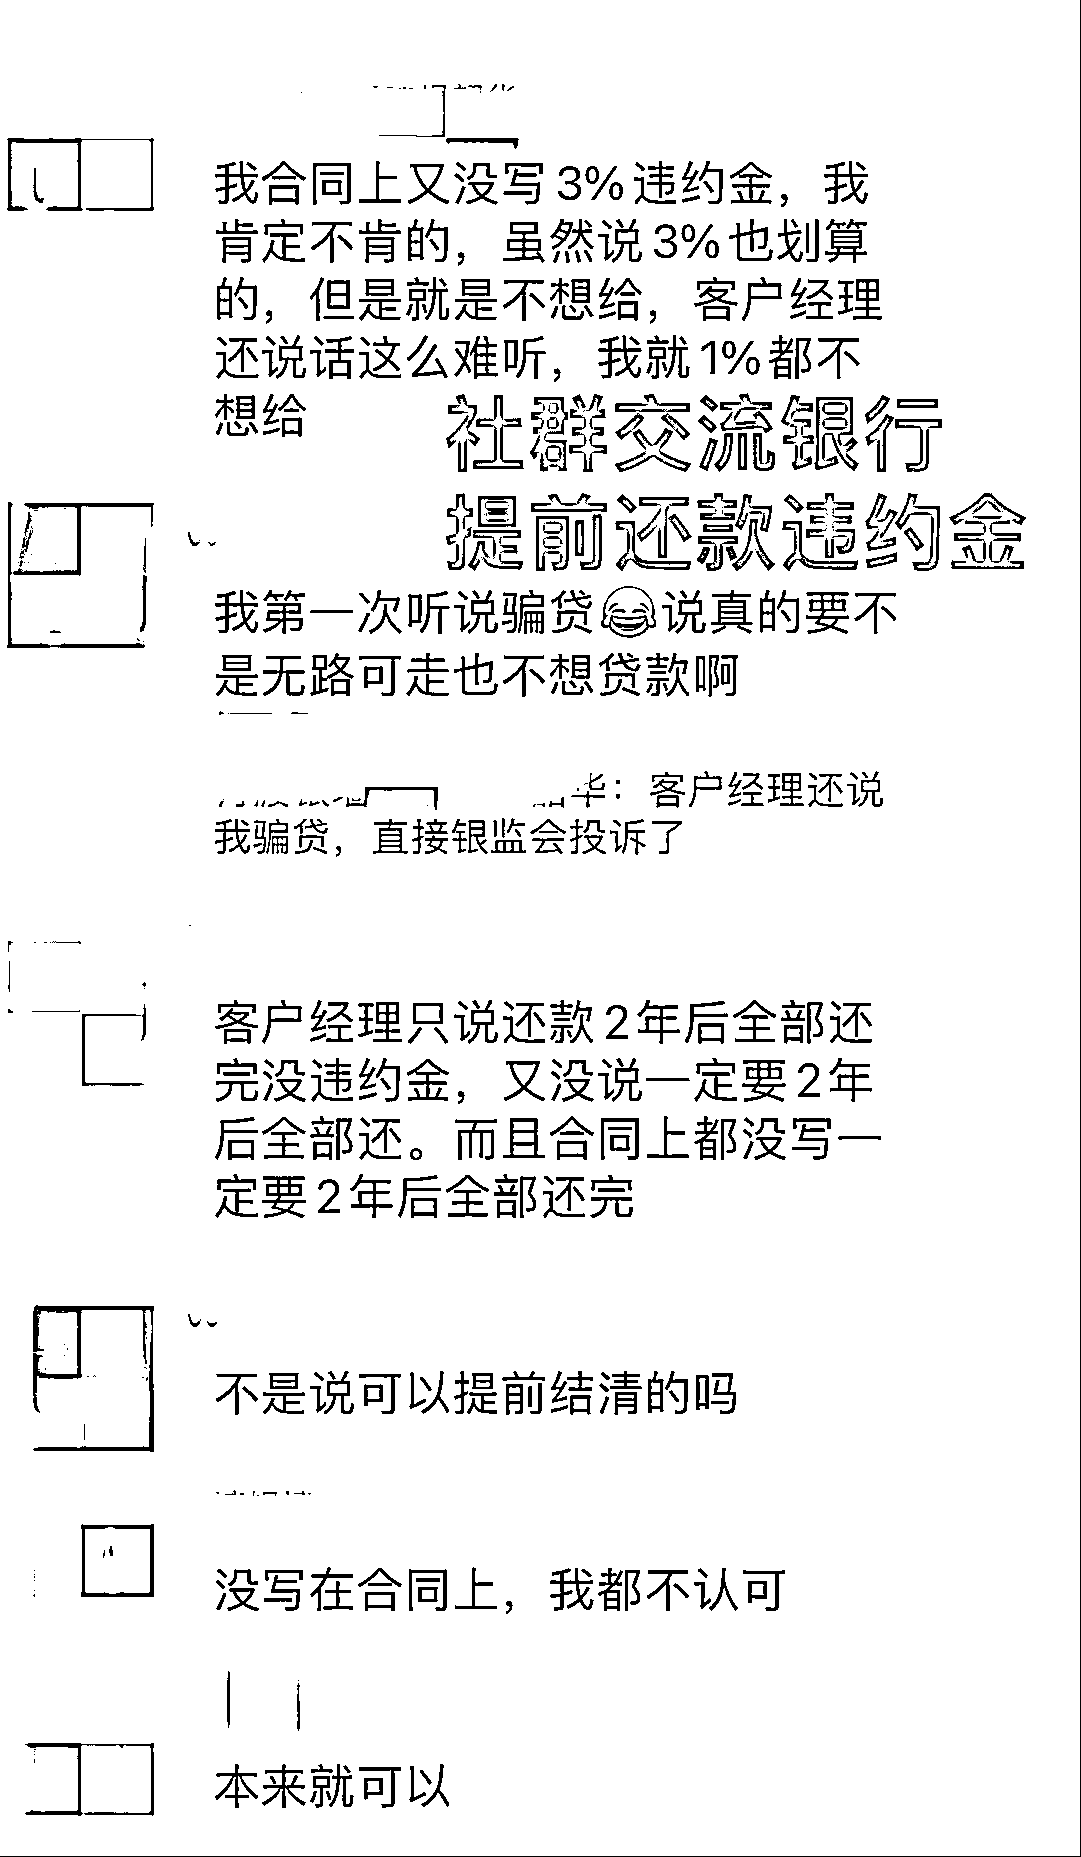 我合同上又没写3%违约金，我
肯定不肯的，虽然说3%也划算
的，但是就是不想给，客户经理
还说话这么难听，我就1%都不
想给
社群交流银行
提前还款违约金
我第一次听说骗贷😂说真的要不
是无路可走也不想贷款啊
华：客户经理还说
我骗贷，直接银监会投诉了
客户经理只说还款2年后全部还
完没违约金，又没说一定要2年
后全部还。而且合同上都没写一
定要2年后全部还完
不是说可以提前结清的吗
没写在合同上，我都不认可
本来就可以